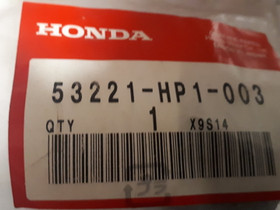 HONDA
53221-HP1-003
QTY 1 X9S14